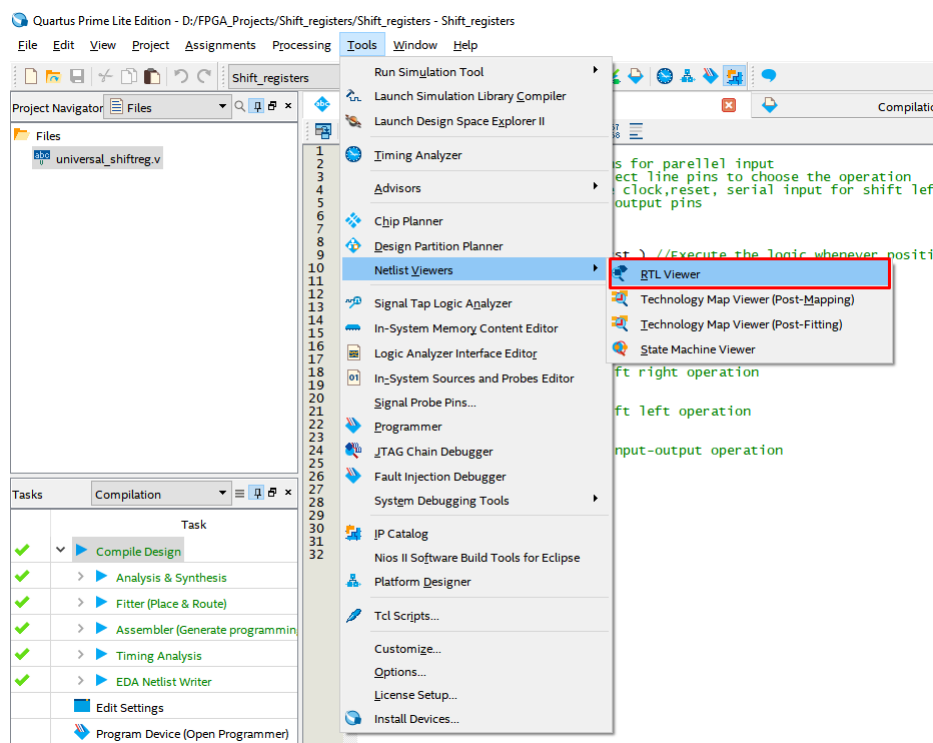 Quartus Prime Lite Edition - D:/FPGA_Projects/Shift_registers/Shift_registers - Shift_registers
File Edit View Project Assignments Processing Tools Window Help
Shift_registers
Project Navigator Files
Files
universal_shiftreg.v
Compilatio
Run Simulation Tool
Launch Simulation Library Compiler
Launch Design Space Explorer II
Timing Analyzer
Advisors
Chip Planner
Design Partition Planner
Netlist Viewers
Signal Tap Logic Analyzer
In-System Memory Content Editor
Logic Analyzer Interface Editor
In-System Sources and Probes Editor
Signal Probe Pins...
Programmer
JTAG Chain Debugger
Fault Injection Debugger
System Debugging Tools
IP Catalog
Nios II Software Build Tools for Eclipse
Platform Designer
Tcl Scripts...
Customize...
Options...
License Setup...
Install Devices...
RTL Viewer
Technology Map Viewer (Post-Mapping)
Technology Map Viewer (Post-Fitting)
State Machine Viewer
1
2
3
4
5
6
7
8
9
10
11
12
13
14
15
16
17
18
19
20
21
22
23
24
25
26
27
28
29
30
31
32
s for parellel input
ect line pins to choose the operation
clock,reset, serial input for shift lef
output pins
st ) //Execute the logic whenever positi
ft right operation
ft left operation
nput-output operation
Tasks Compilation
Task
Compile Design
Analysis & Synthesis
Fitter (Place & Route)
Assembler (Generate programmin
Timing Analysis
EDA Netlist Writer
Edit Settings
Program Device (Open Programmer)